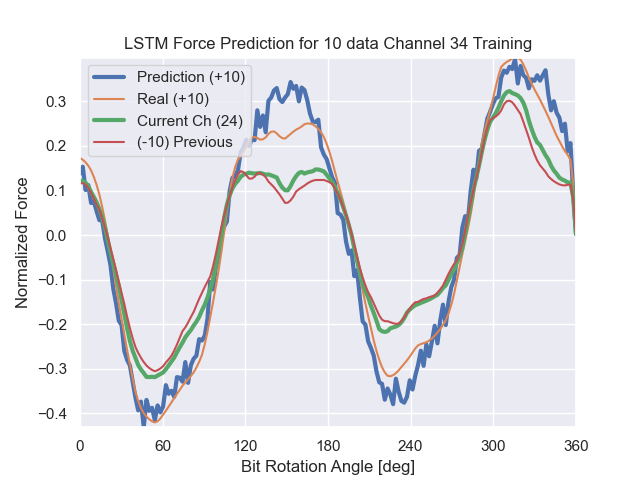 LSTM Force Prediction for 10 data Channel 34 Training
Prediction (+10)
Real (+10)
Current Ch (24)
(-10) Previous
Normalized Force
0.3
0.2
0.1
0.0
−0.1
−0.2
−0.3
−0.4
0 60 120 180 240 300 360
Bit Rotation Angle [deg]